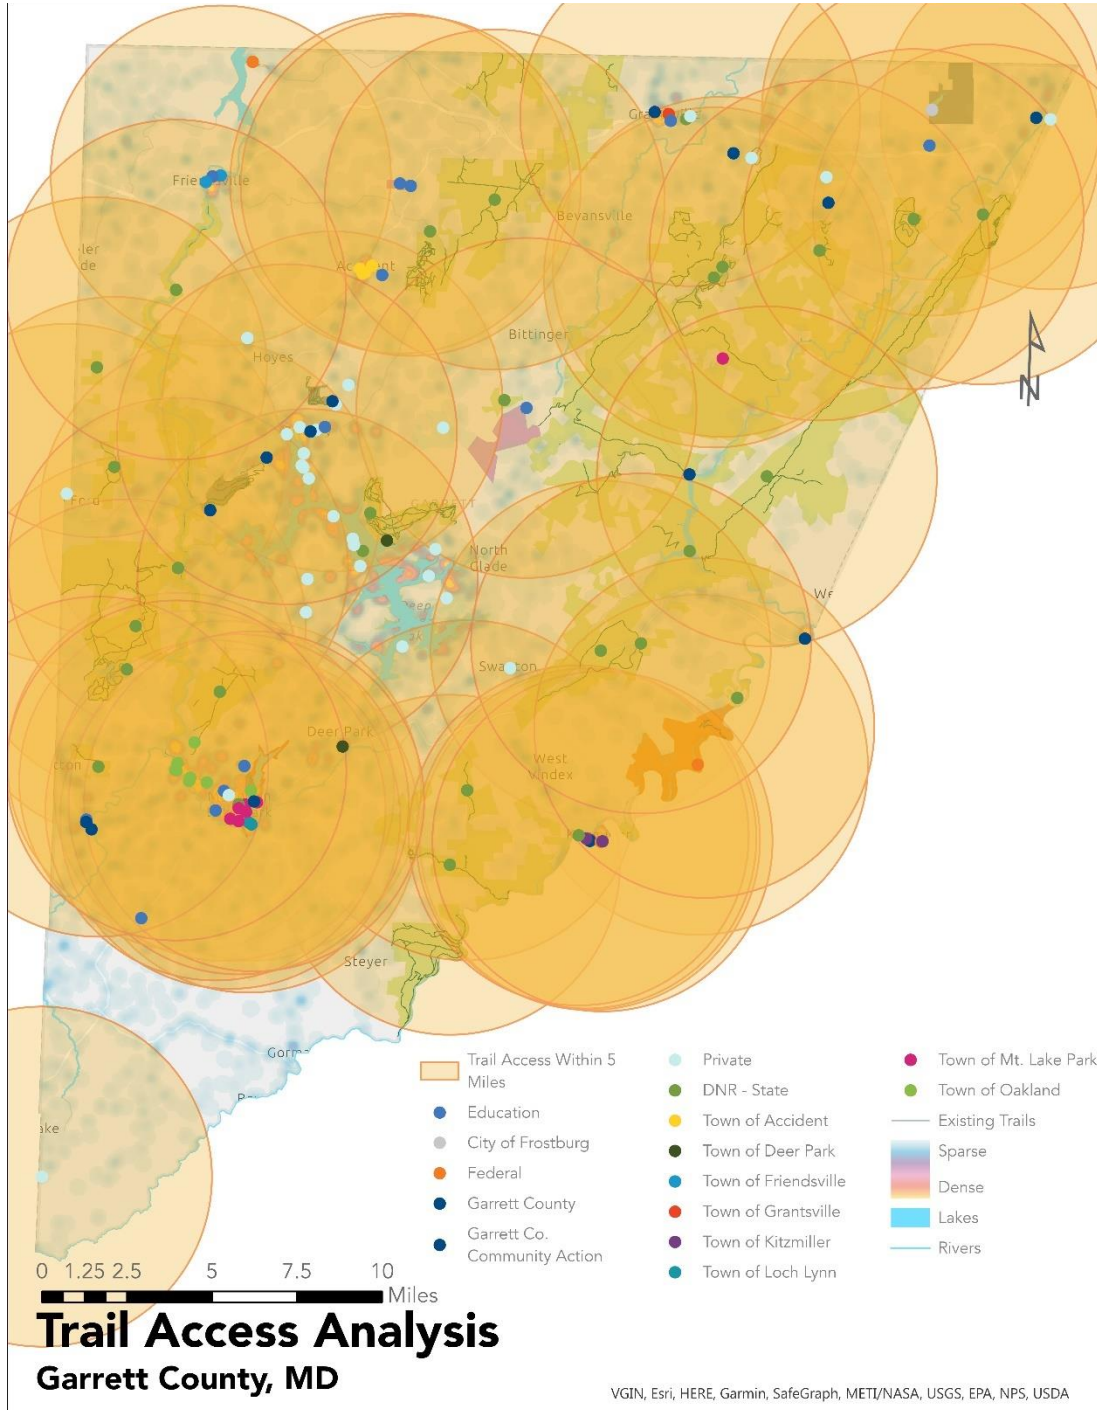 Friendsville
Bevansville
Bittinger
Hoyes
GARRETT
North
Glade
Swanton
Deer Park
West
Vindex
Steyer
N
Trail Access Within 5
Miles
Education
City of Frostburg
Federal
Garrett County
Garrett Co.
Community Action
Private
DNR - State
Town of Accident
Town of Deer Park
Town of Friendsville
Town of Grantsville
Town of Kitzmiller
Town of Loch Lynn
Town of Mt. Lake Park
Town of Oakland
Existing Trails
Sparse
Dense
Lakes
Rivers
0 1.25 2.5 5 7.5 10
Miles
Trail Access Analysis
Garrett County, MD
VGIN, Esri, HERE, Garmin, SafeGraph, METI/NASA, USGS, EPA, NPS, USDA